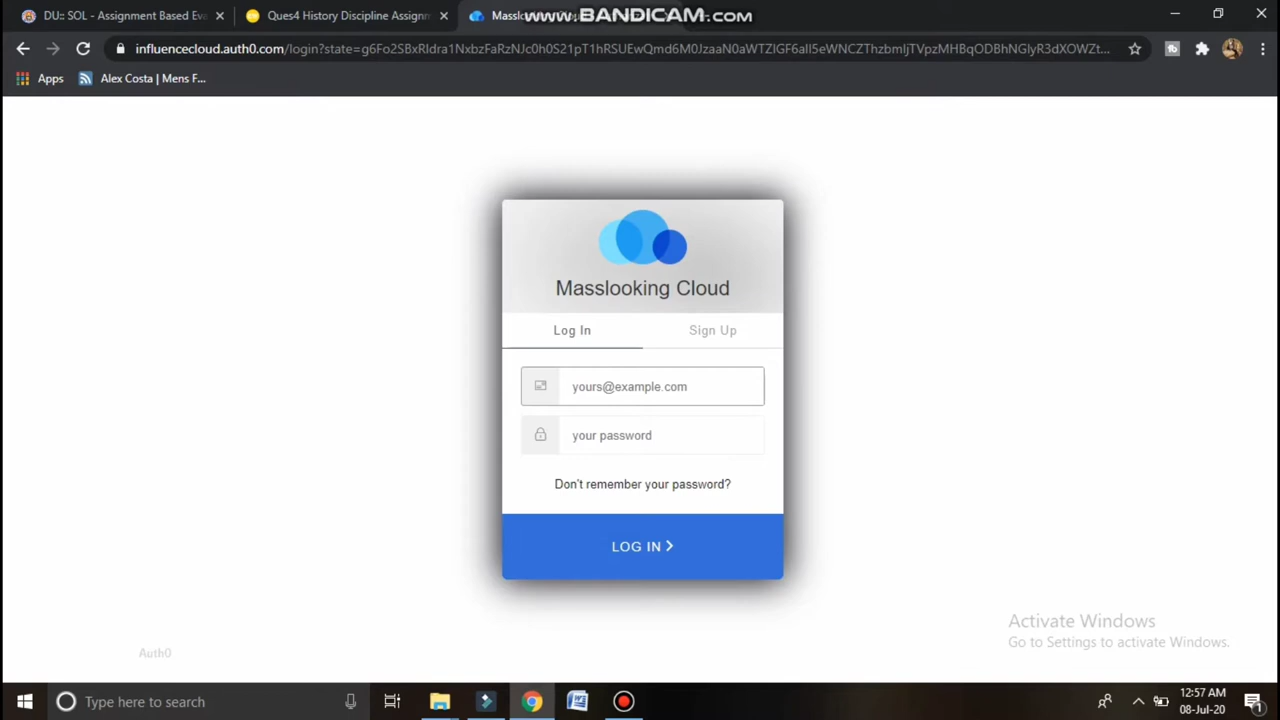 DU:: SOL - Assignment Based Eva
Ques4 History Discipline Assignm
Massl
www.BANDICAM.com
influencecloud.auth0.com/login?state=
Apps
Alex Costa | Mens F...
Masslooking Cloud
Log In
Sign Up
yours@example.com
your password
Don't remember your password?
LOG IN
Activate Windows
Go to Settings to activate Windows.
Auth0
Type here to search
12:57 AM
08-Jul-20
1